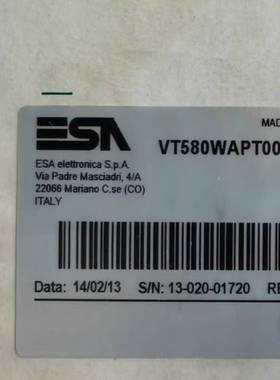 ESA
MAD
VT580WAPT00
ESA elettronica S.p.A.
Via Padre Masciadri, 4/A
22066 Mariano C.se (CO)
ITALY
Data: 14/02/13 S/N: 13-020-01720 RE